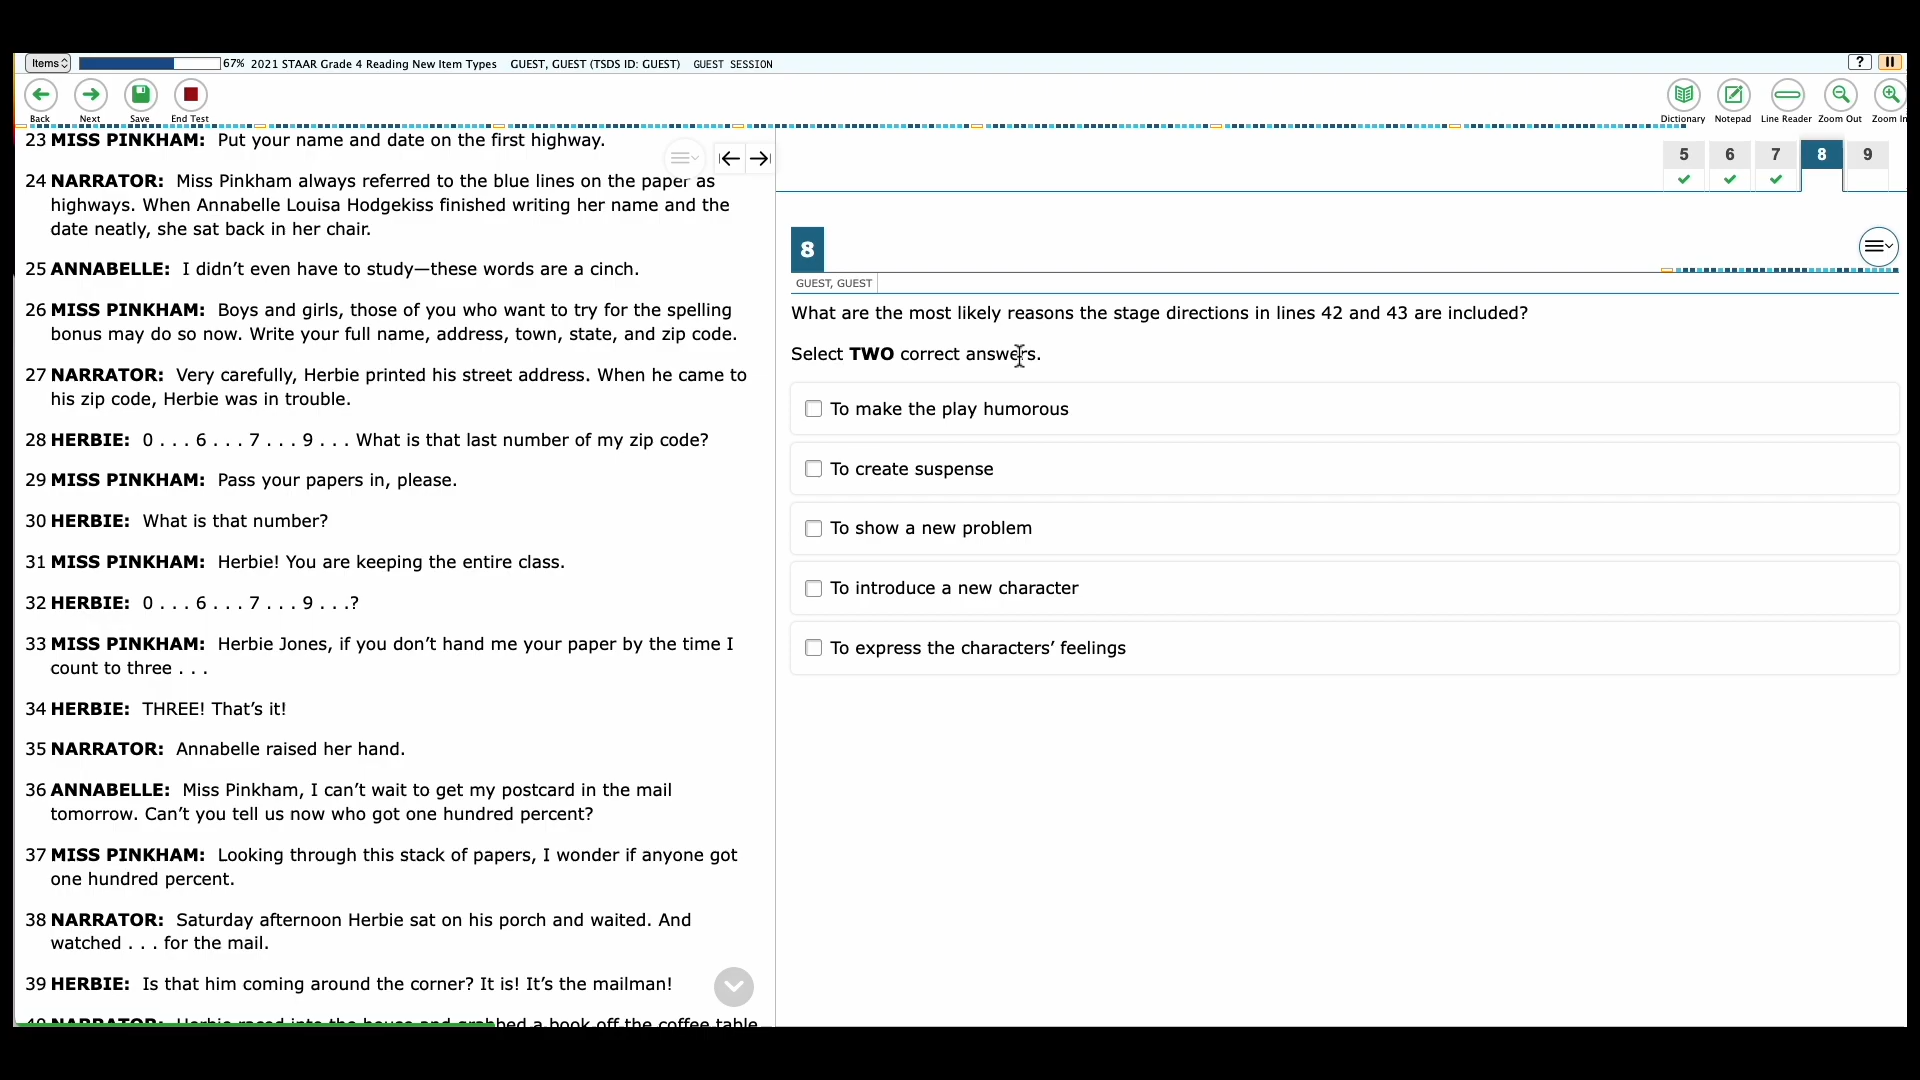 Items
67% 2021 STAAR Grade 4 Reading New Item Types GUEST, GUEST (TSDS ID: GUEST) GUEST SESSION
?
Back
Next
Save
End Test
Dictionary
Notepad
Line Reader
Zoom Out
Zoom In
23 MISS PINKHAM: Put your name and date on the first highway.
24 NARRATOR: Miss Pinkham always referred to the blue lines on the paper as
highways. When Annabelle Louisa Hodgekiss finished writing her name and the
date neatly, she sat back in her chair.
25 ANNABELLE: I didn’t even have to study—these words are a cinch.
26 MISS PINKHAM: Boys and girls, those of you who want to try for the spelling
bonus may do so now. Write your full name, address, town, state, and zip code.
27 NARRATOR: Very carefully, Herbie printed his street address. When he came to
his zip code, Herbie was in trouble.
28 HERBIE: 0 . . . 6 . . . 7 . . . 9 . . . What is that last number of my zip code?
29 MISS PINKHAM: Pass your papers in, please.
30 HERBIE: What is that number?
31 MISS PINKHAM: Herbie! You are keeping the entire class.
32 HERBIE: 0 . . . 6 . . . 7 . . . 9 . . .?
33 MISS PINKHAM: Herbie Jones, if you don’t hand me your paper by the time I
count to three . . .
34 HERBIE: THREE! That’s it!
35 NARRATOR: Annabelle raised her hand.
36 ANNABELLE: Miss Pinkham, I can’t wait to get my postcard in the mail
tomorrow. Can’t you tell us now who got one hundred percent?
37 MISS PINKHAM: Looking through this stack of papers, I wonder if anyone got
one hundred percent.
38 NARRATOR: Saturday afternoon Herbie sat on his porch and waited. And
watched . . . for the mail.
39 HERBIE: Is that him coming around the corner? It is! It’s the mailman!
40 NARRATOR: Herbie raced into the house and grabbed a book off the coffee table
5 6 7 8 9
8
GUEST, GUEST
What are the most likely reasons the stage directions in lines 42 and 43 are included?
Select TWO correct answers.
To make the play humorous
To create suspense
To show a new problem
To introduce a new character
To express the characters’ feelings